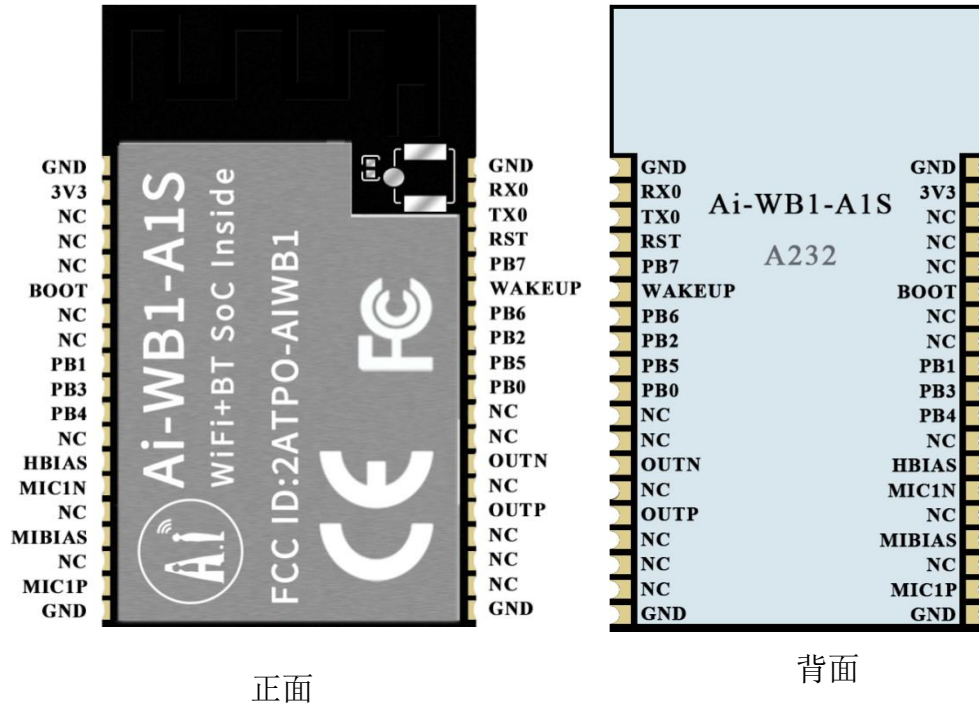 GND
3V3
NC
NC
NC
BOOT
NC
NC
PB1
PB3
PB4
NC
HBIAS
MIC1N
NC
MIBIAS
NC
MIC1P
GND
Ai-WB1-A1S
WiFi+BT SoC Inside
FCC ID:2ATPO-AIWB1
A.i
CE
FC
GND
RX0
TX0
RST
PB7
WAKEUP
PB6
PB2
PB5
PB0
NC
NC
OUTN
NC
OUTP
NC
NC
NC
GND
正面
GND
RX0
TX0
RST
PB7
WAKEUP
PB6
PB2
PB5
PB0
NC
NC
OUTN
NC
OUTP
NC
NC
NC
GND
Ai-WB1-A1S
A232
GND
3V3
NC
NC
NC
BOOT
NC
NC
PB1
PB3
PB4
NC
HBIAS
MIC1N
NC
MIBIAS
NC
MIC1P
GND
背面